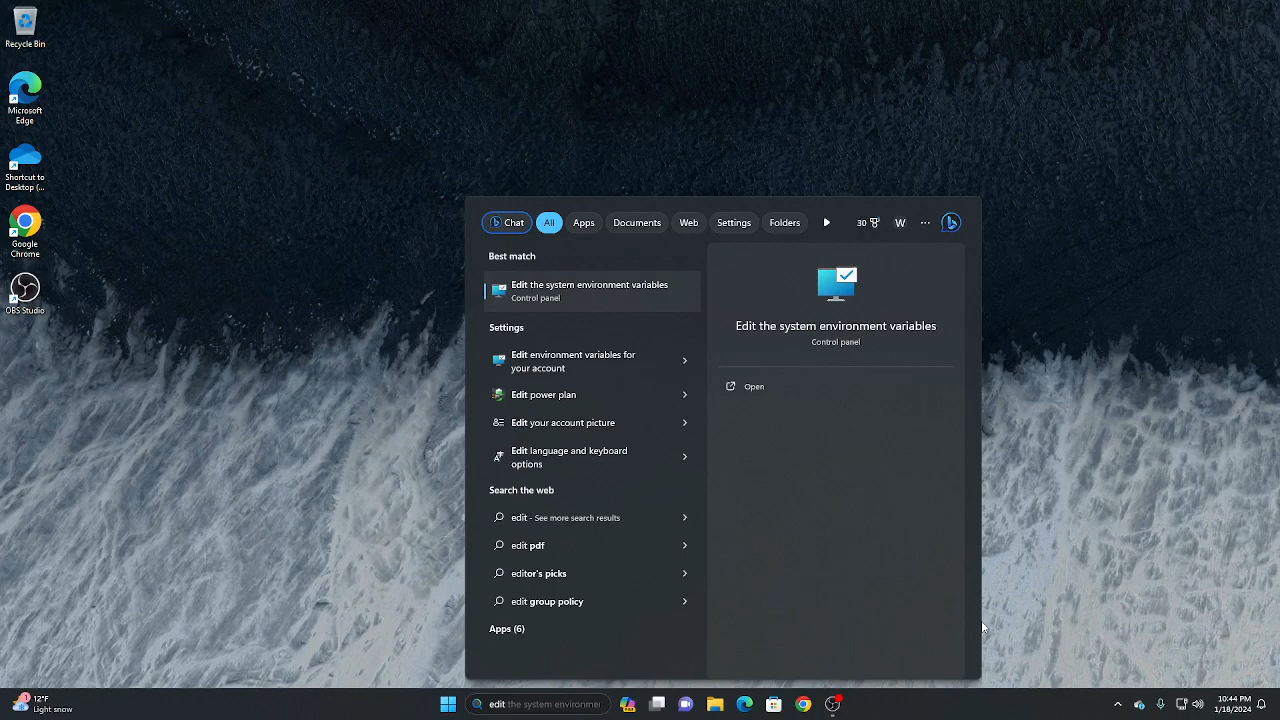 Recycle Bin
Microsoft
Edge
Shortcut to
Desktop (...
Google
Chrome
OBS Studio
Chat
All
Apps
Documents
Web
Settings
Folders
30
W
...
Best match
Edit the system environment variables
Control panel
Settings
Edit environment variables for
your account
Edit power plan
Edit your account picture
Edit language and keyboard
options
Search the web
edit - See more search results
edit pdf
editor's picks
edit group policy
Apps (6)
Edit the system environment variables
Control panel
Open
1
12°F
Light snow
edit the system environmer
10:44 PM
1/18/2024